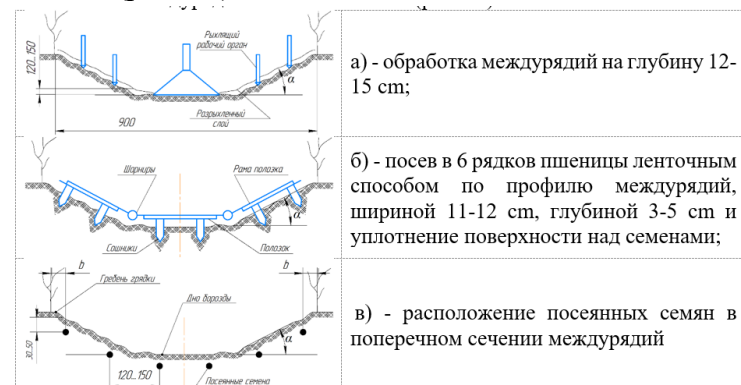 Рыхлящий
рабочий орган
120...150
α
900
Разрыхленный
слой
а) - обработка междурядий на глубину 12-
15 cm;
Шарниры
Рама полозка
α
Сошники
Полозок
б) - посев в 6 рядков пшеницы ленточным
способом по профилю междурядий,
шириной 11-12 cm, глубиной 3-5 cm и
уплотнение поверхности над семенами;
b
b
Гребень грядки
Дно борозды
30...50
α
120...150
Посеянные семена
в) - расположение посеянных семян в
поперечном сечении междурядий